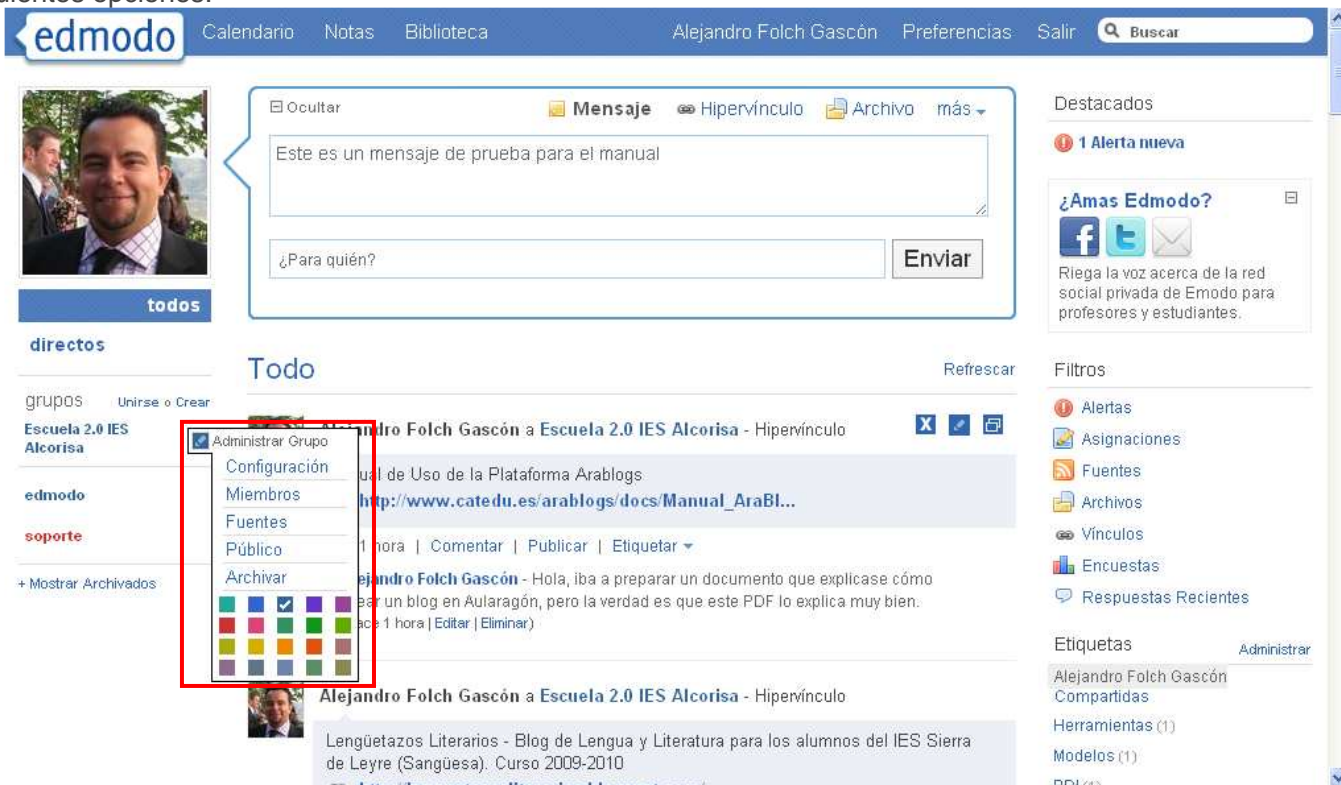 opciones:
edmodo Calendario Notas Biblioteca Alejandro Folch Gascón Preferencias Salir Buscar
Ocultar Mensaje Hipervínculo Archivo más
Este es un mensaje de prueba para el manual
¿Para quién? Enviar
todos
directos
grupos Unirse o Crear
Escuela 2.0 IES
Alcorisa
edmodo
soporte
+ Mostrar Archivados
Administrar Grupo
Configuración
Miembros
Fuentes
Público
Archivar
Todo Refrescar
Alejandro Folch Gascón a Escuela 2.0 IES Alcorisa - Hipervínculo
de Uso de la Plataforma Arablogs
http://www.catedu.es/arablogs/docs/Manual_AraBl...
1 hora | Comentar | Publicar | Etiquetar
Folch Gascón - Hola, iba a preparar un documento que explicase cómo
un blog en Aularagón, pero la verdad es que este PDF lo explica muy bien.
1 hora | Editar | Eliminar)
Alejandro Folch Gascón a Escuela 2.0 IES Alcorisa - Hipervínculo
Lengüetazos Literarios - Blog de Lengua y Literatura para los alumnos del IES Sierra
de Leyre (Sangüesa). Curso 2009-2010
Destacados
1 Alerta nueva
¿Amas Edmodo?
Riega la voz acerca de la red
social privada de Emodo para
profesores y estudiantes.
Filtros
Alertas
Asignaciones
Fuentes
Archivos
Vínculos
Encuestas
Respuestas Recientes
Etiquetas Administrar
Alejandro Folch Gascón
Compartidas
Herramientas (1)
Modelos (1)